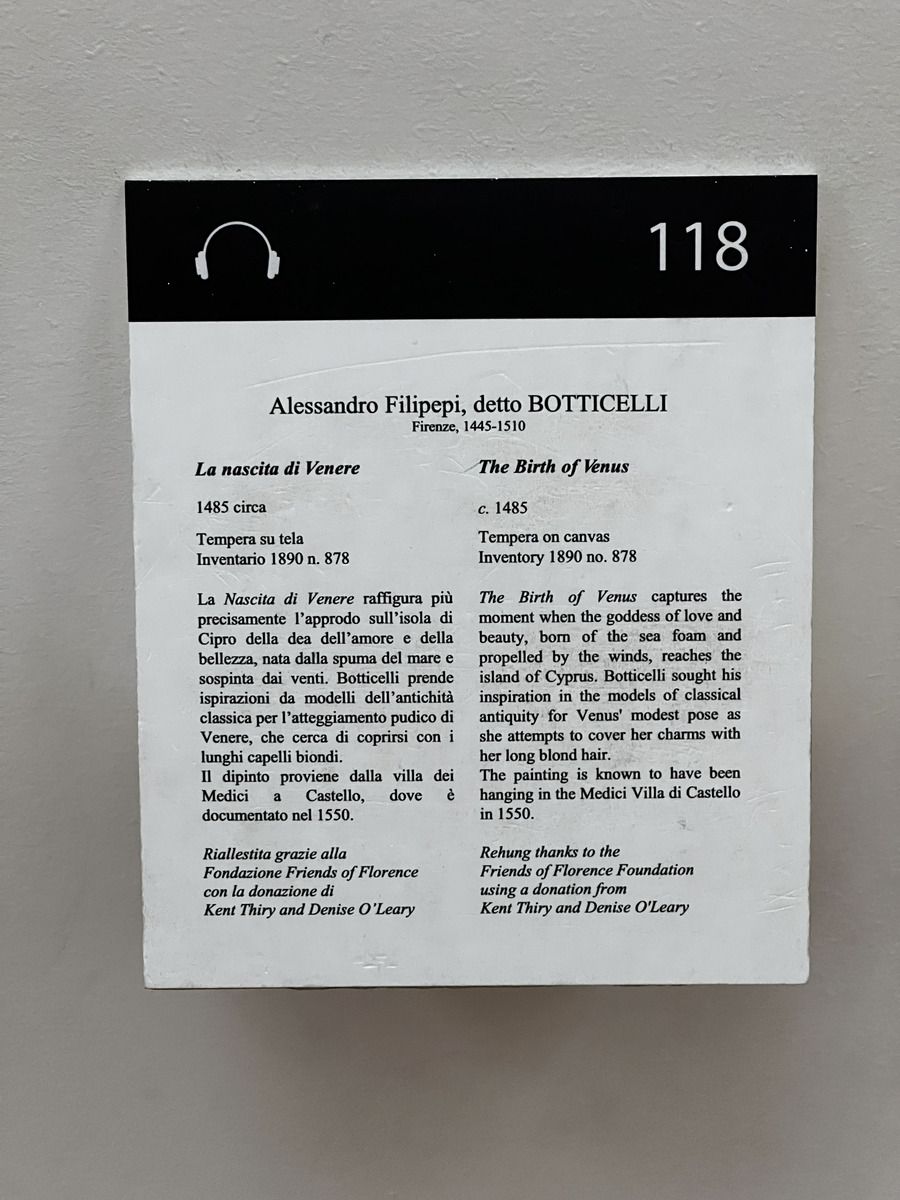 118
Alessandro Filipepi, detto BOTTICELLI
Firenze, 1445-1510
La nascita di Venere
1485 circa
Tempera su tela
Inventario 1890 n. 878
La Nascita di Venere raffigura più
precisamente l'approdo sull'isola di
Cipro della dea dell'amore e della
bellezza, nata dalla spuma del mare e
sospinta dai venti. Botticelli prende
ispirazioni da modelli dell'antichità
classica per l'atteggiamento pudico di
Venere, che cerca di coprirsi con i
lunghi capelli biondi.
Il dipinto proviene dalla villa dei
Medici a Castello, dove è
documentato nel 1550.
Riallestita grazie alla
Fondazione Friends of Florence
con la donazione di
Kent Thiry and Denise O'Leary
The Birth of Venus
c. 1485
Tempera on canvas
Inventory 1890 no. 878
The Birth of Venus captures the
moment when the goddess of love and
beauty, born of the sea foam and
propelled by the winds, reaches the
island of Cyprus. Botticelli sought his
inspiration in the models of classical
antiquity for Venus' modest pose as
she attempts to cover her charms with
her long blond hair.
The painting is known to have been
hanging in the Medici Villa di Castello
in 1550.
Rehung thanks to the
Friends of Florence Foundation
using a donation from
Kent Thiry and Denise O'Leary